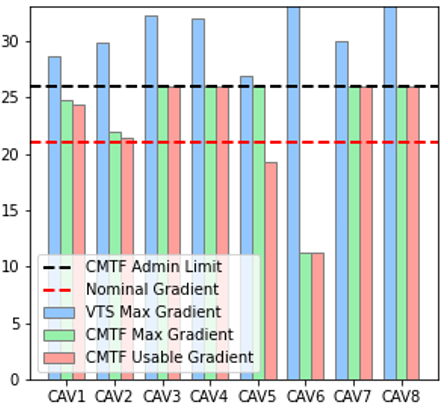 30
25
20
15
10
5
0
CMTF Admin Limit
Nominal Gradient
VTS Max Gradient
CMTF Max Gradient
CMTF Usable Gradient
CAV1 CAV2 CAV3 CAV4 CAV5 CAV6 CAV7 CAV8